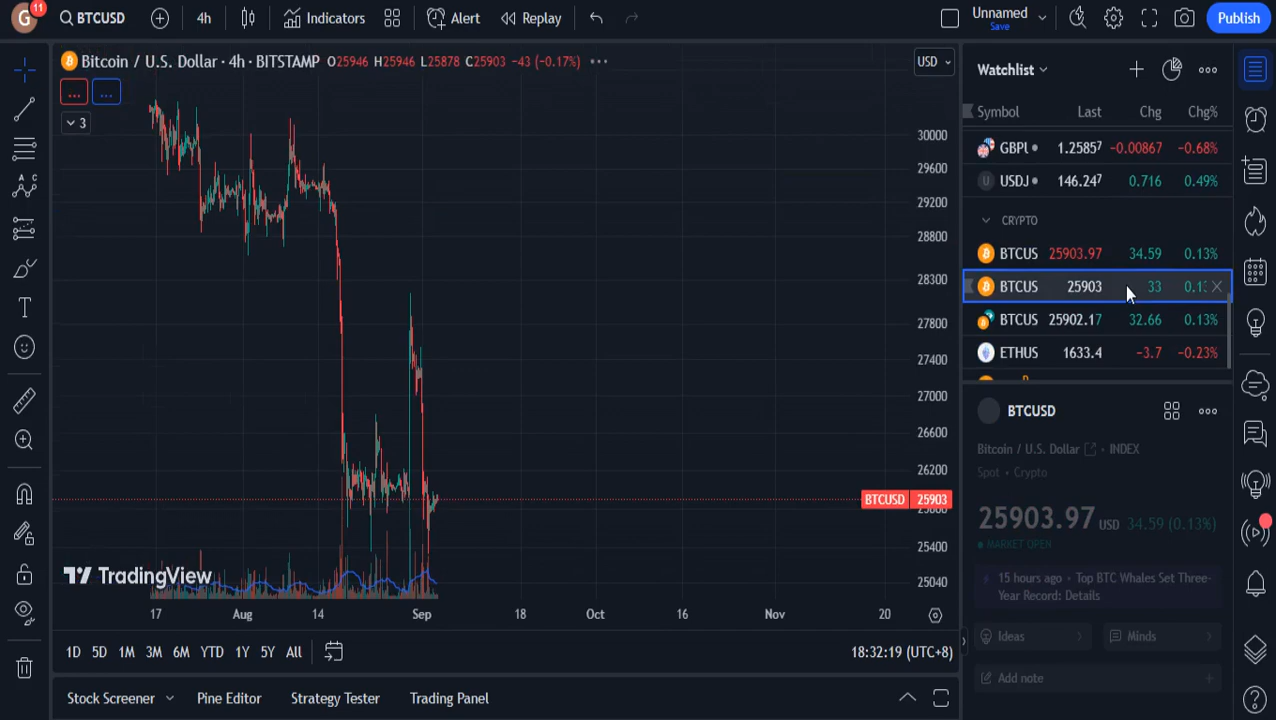 G 11 BTCUSD 4h Indicators Alert Replay Unnamed Save Publish
Bitcoin / U.S. Dollar · 4h · BITSTAMP O25946 H25946 L25878 C25903 -43 (-0.17%) ...
USD
...
...
3
30000
29600
29200
28800
28300
27800
27400
27000
26600
26200
BTCUSD 25903
25400
25040
TradingView
17 Aug 14 Sep 18 Oct 16 Nov 20
1D 5D 1M 3M 6M YTD 1Y 5Y All 18:32:19 (UTC+8)
Stock Screener Pine Editor Strategy Tester Trading Panel
Watchlist
Symbol Last Chg Chg%
GBPU 1.25857 -0.00867 -0.68%
U USDJ 146.247 0.716 0.49%
CRYPTO
BTCUS 25903.97 34.59 0.13%
BTCUS 25903 33 0.13
BTCUS 25902.17 32.66 0.13%
ETHUS 1633.4 -3.7 -0.23%
BTCUSD
Bitcoin / U.S. Dollar INDEX
Spot · Crypto
25903.97 USD 34.59 (0.13%)
MARKET OPEN
15 hours ago · Top BTC Whales Set Three-
Year Record: Details
Ideas Minds
Add note